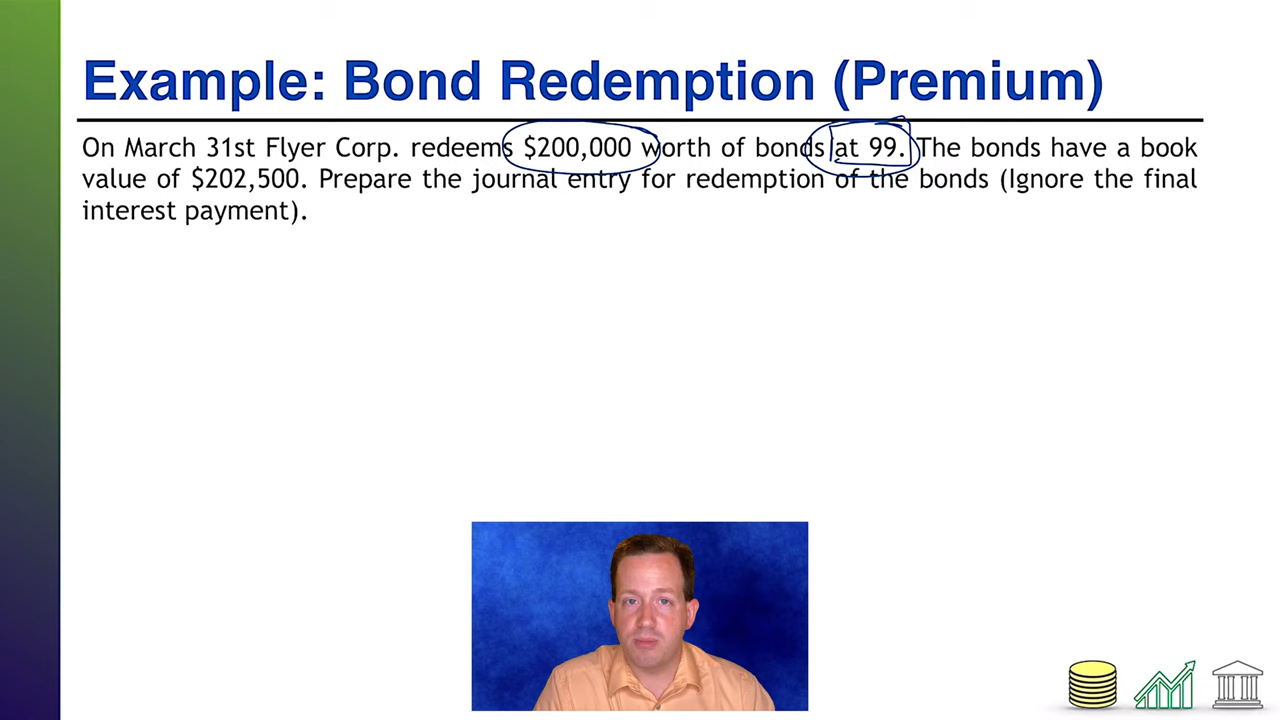 Example: Bond Redemption (Premium)
On March 31st Flyer Corp. redeems $200,000 worth of bonds at 99. The bonds have a book
value of $202,500. Prepare the journal entry for redemption of the bonds (Ignore the final
interest payment).